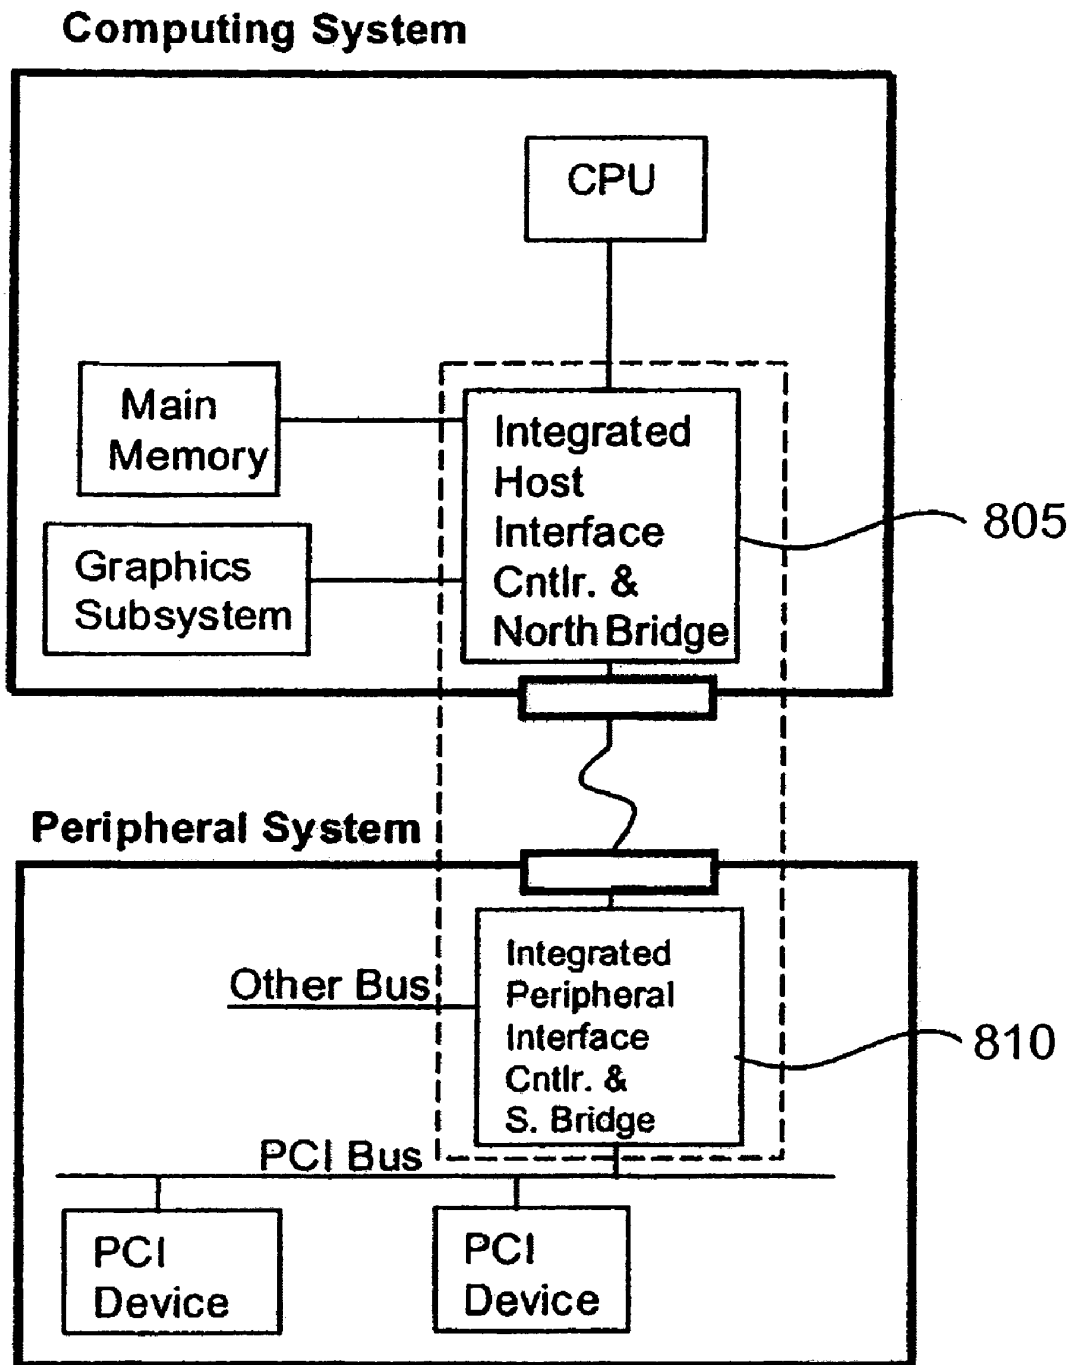 Computing System
CPU
Main
Memory
Graphics
Subsystem
Integrated
Host
Interface
Cntlr. &
North Bridge
805
Peripheral System
Other Bus
Integrated
Peripheral
Interface
Cntlr. &
S. Bridge
810
PCI Bus
PCI
Device
PCI
Device